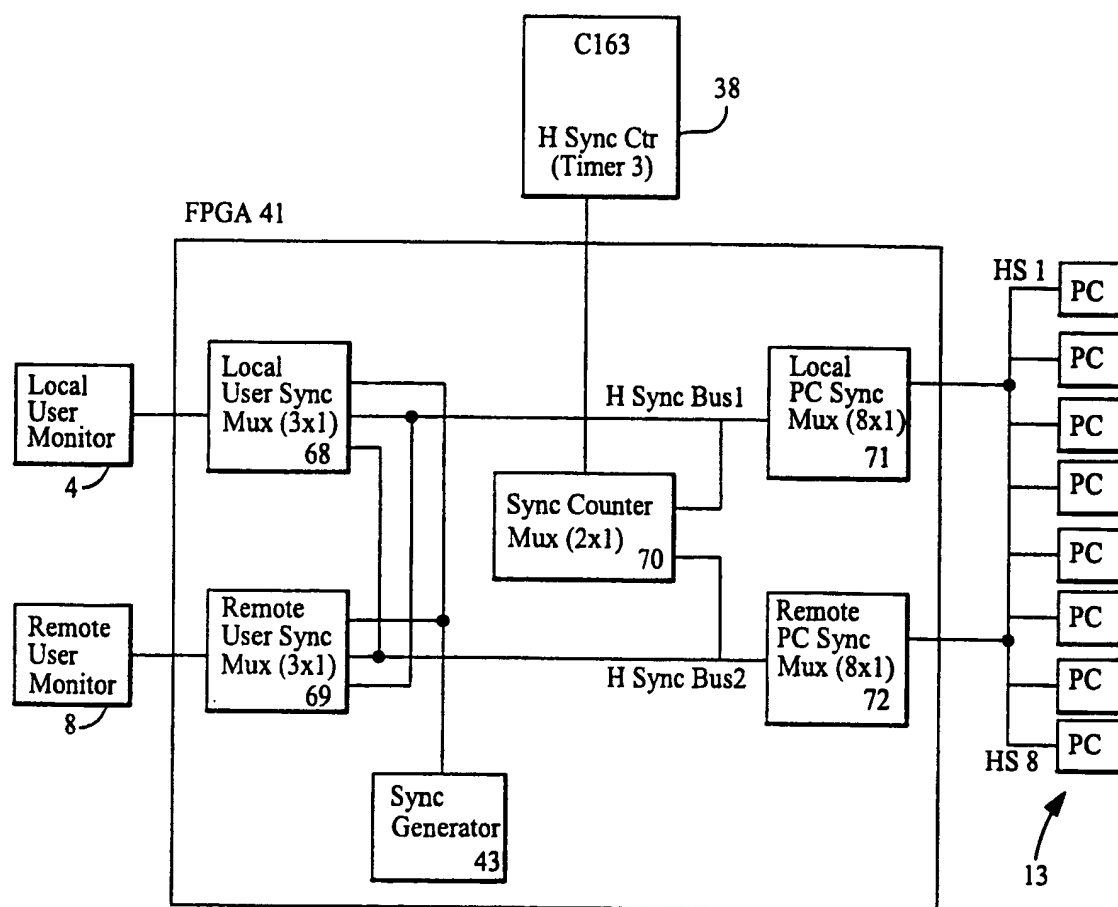 C163
H Sync Ctr
(Timer 3)
38
FPGA 41
HS 1
PC
PC
PC
PC
PC
PC
PC
PC
HS 8
13
Local
User
Monitor
4
Local
User Sync
Mux (3x1)
68
H Sync Bus1
Local
PC Sync
Mux (8x1)
71
Sync Counter
Mux (2x1)
70
Remote
User
Monitor
8
Remote
User Sync
Mux (3x1)
69
H Sync Bus2
Remote
PC Sync
Mux (8x1)
72
Sync
Generator
43